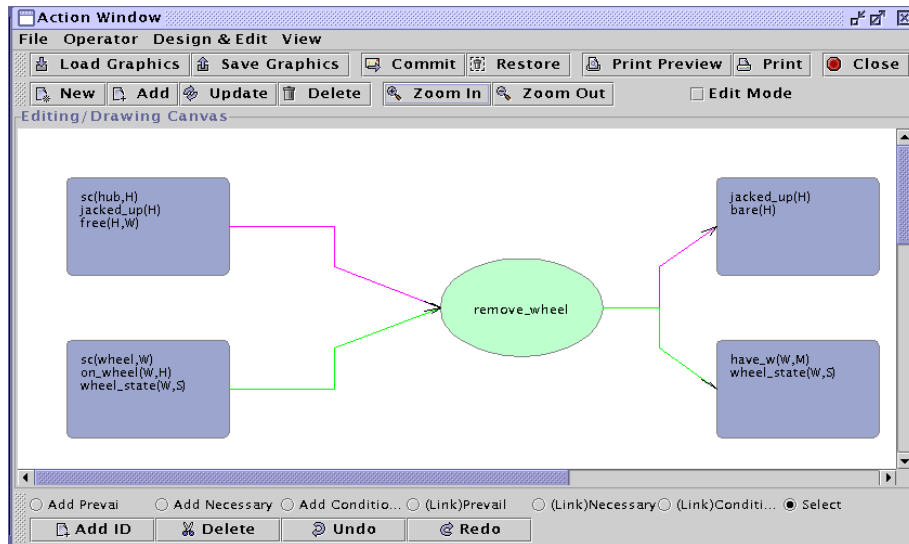 Action Window
File Operator Design & Edit View
Load Graphics Save Graphics Commit Restore Print Preview Print Close
New Add Update Delete Zoom In Zoom Out Edit Mode
Editing/Drawing Canvas
sc(hub,H)
jacked_up(H)
free(H,W)
jacked_up(H)
bare(H)
remove_wheel
sc(wheel,W)
on_wheel(W,H)
wheel_state(W,S)
have_w(W,M)
wheel_state(W,S)
Add Prevai Add Necessary Add Conditio... (Link)Prevail (Link)Necessary (Link)Conditi... Select
Add ID Delete Undo Redo